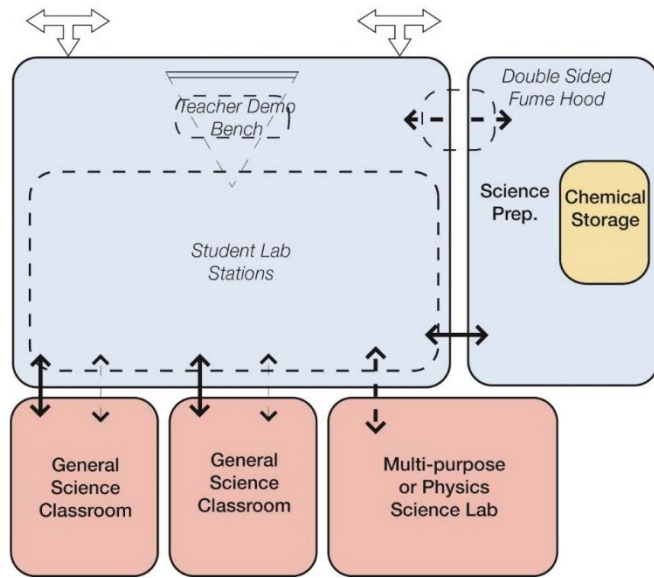 Teacher Demo
Bench
Double Sided
Fume Hood
Science
Prep.
Chemical
Storage
Student Lab
Stations
General
Science
Classroom
General
Science
Classroom
Multi-purpose
or Physics
Science Lab